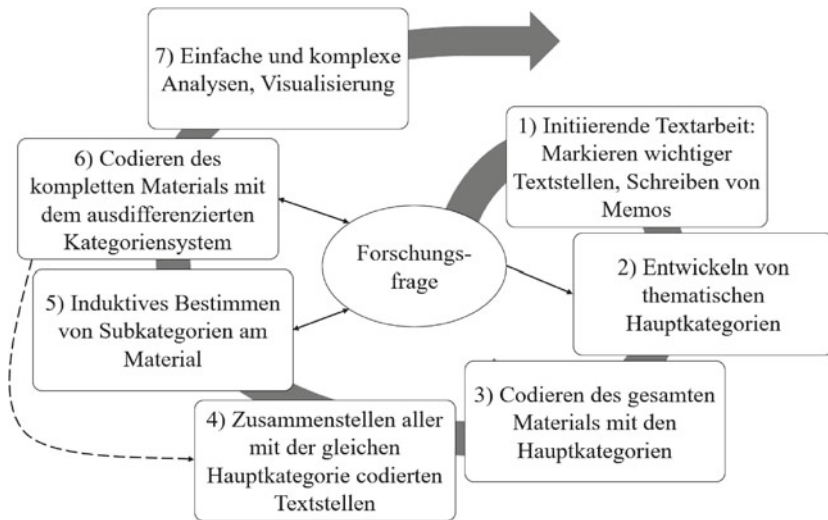 7) Einfache und komplexe
Analysen, Visualisierung
1) Initiierende Textarbeit:
Markieren wichtiger
Textstellen, Schreiben von
Memos
6) Codieren des
kompletten Materials mit
dem ausdifferenzierten
Kategoriensystem
Forschungs-
frage
2) Entwickeln von
thematischen
Hauptkategorien
5) Induktives Bestimmen
von Subkategorien am
Material
3) Codieren des gesamten
Materials mit den
Hauptkategorien
4) Zusammenstellen aller
mit der gleichen
Hauptkategorie codierten
Textstellen